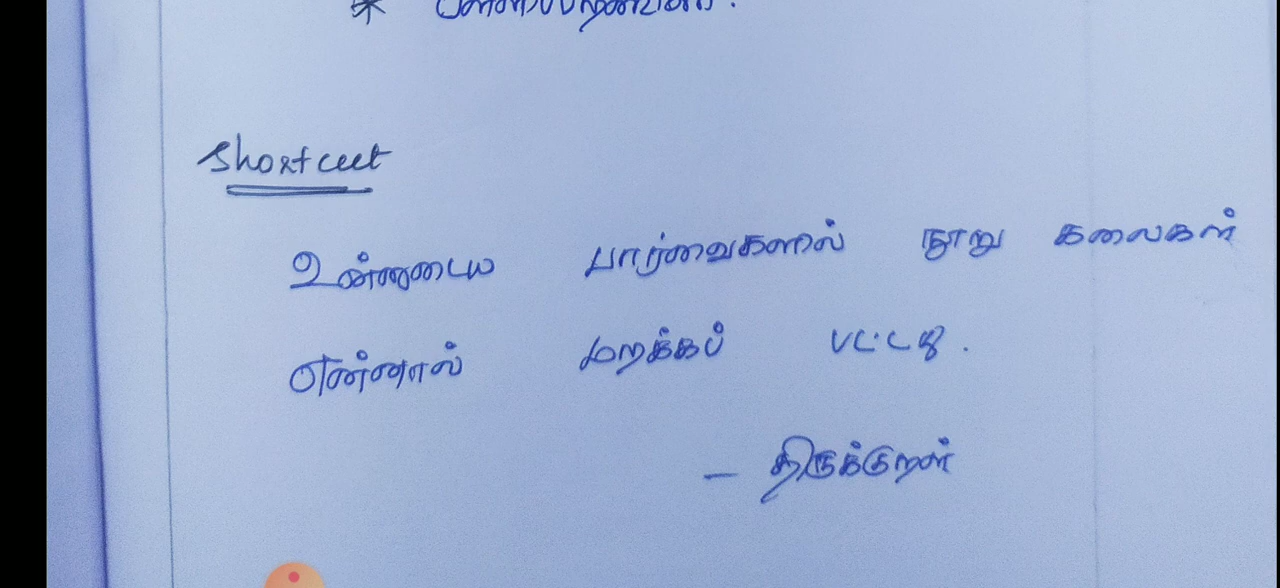 Shortcut
உன்னுடைய பார்வைகளால் நூறு கலைகள்
என்னால் மறக்கப் பட்டது.
- திருக்குறள்